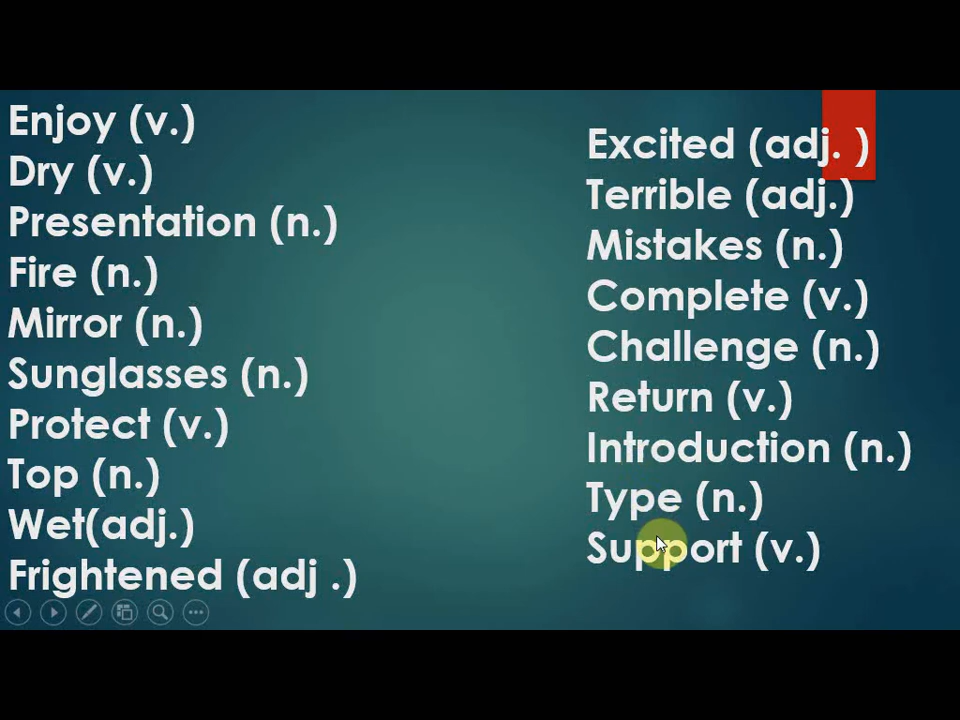 Enjoy (v.)
Dry (v.)
Presentation (n.)
Fire (n.)
Mirror (n.)
Sunglasses (n.)
Protect (v.)
Top (n.)
Wet(adj.)
Frightened (adj .)
Excited (adj. )
Terrible (adj.)
Mistakes (n.)
Complete (v.)
Challenge (n.)
Return (v.)
Introduction (n.)
Type (n.)
Support (v.)